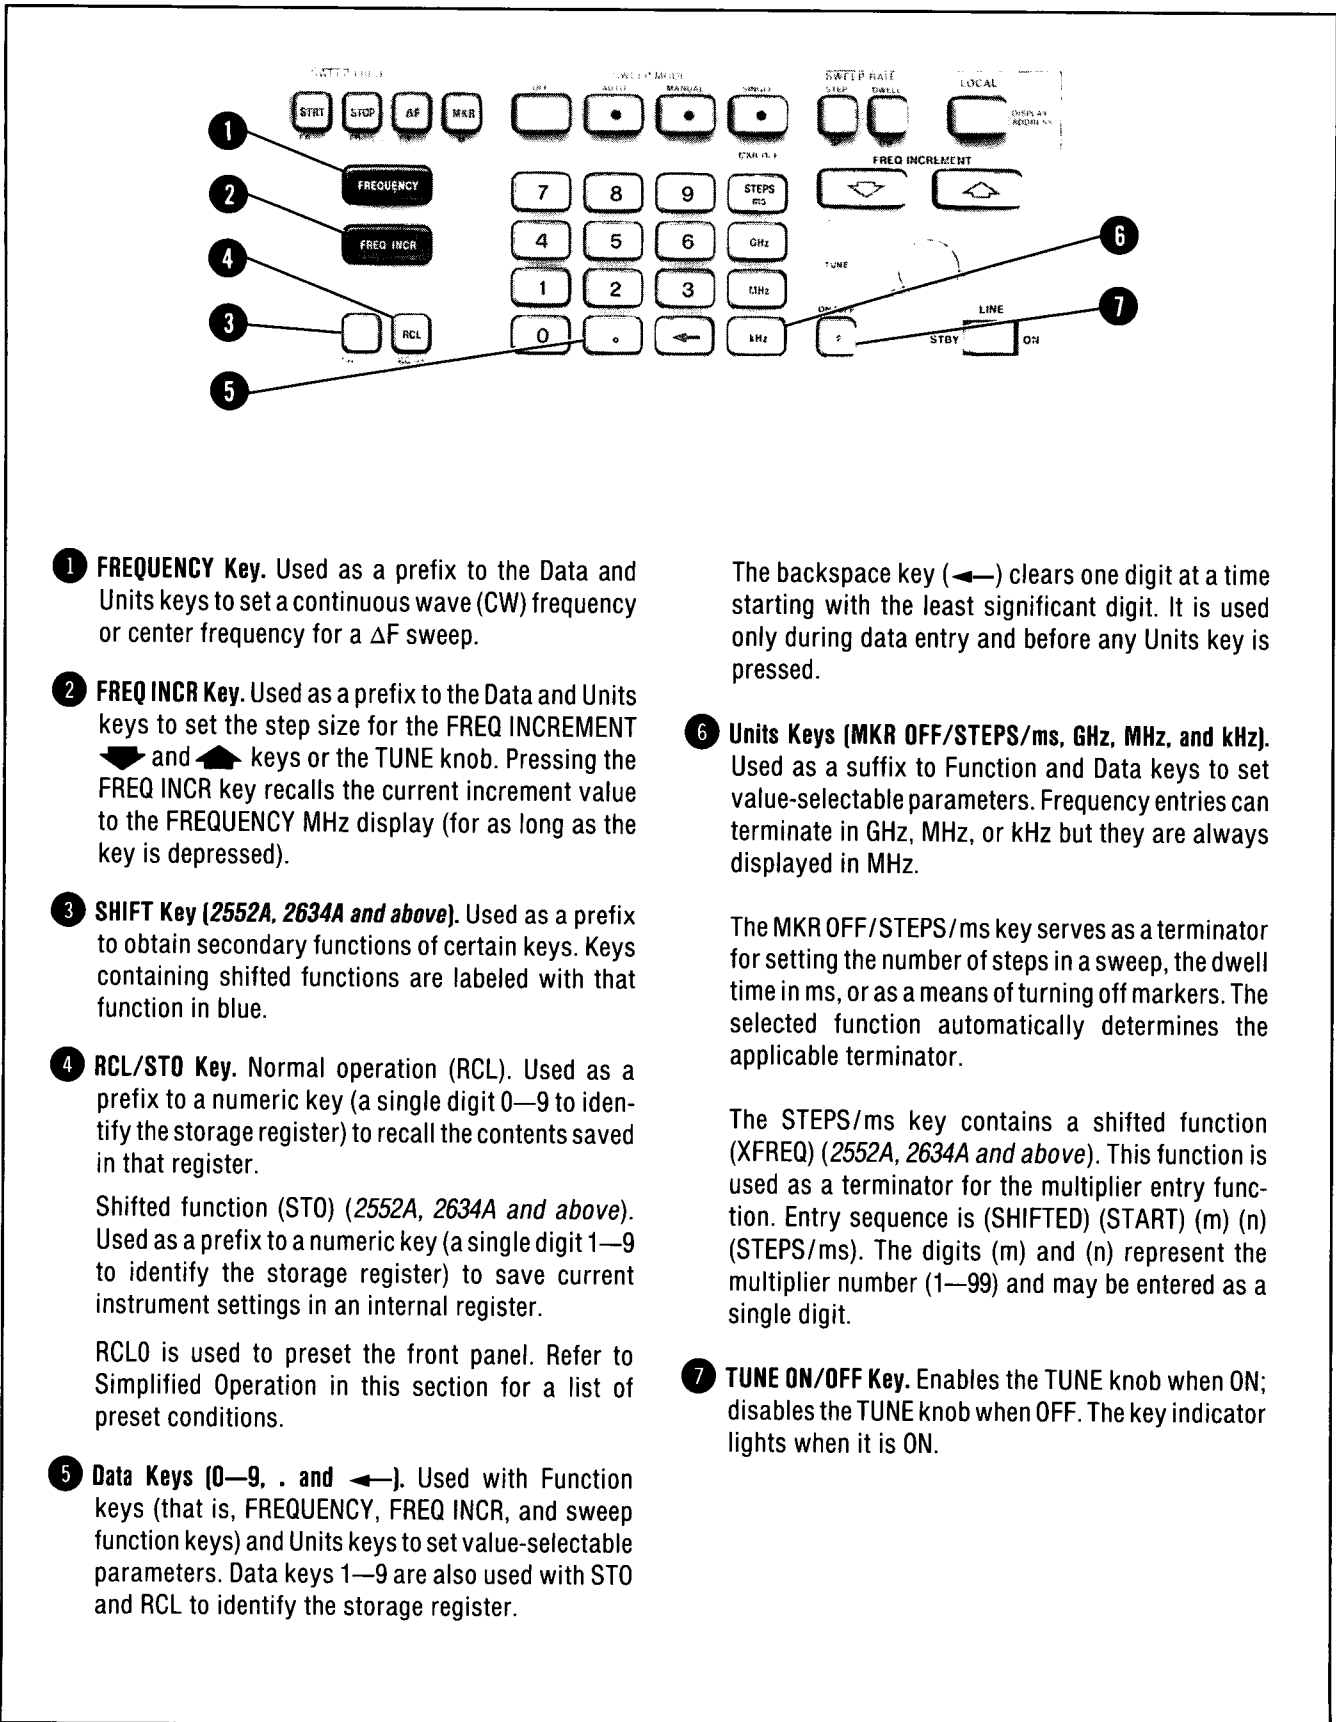 SWEEP FREQ
SWEEP MODE
SWEEP RATE
LOCAL
OFF
AUTO
MANUAL
SINGLE
STEP
DWELL
STRT
STOP
ΔF
MKR
DISPLAY
ADDRESS
1
MKR OFF
FREQ INCREMENT
FREQUENCY
7
8
9
STEPS
ms
2
FREQ INCR
4
5
6
GHz
6
4
TUNE
1
2
3
MHz
3
RCL
0
.
kHz
ON/OFF
7
LINE
STBY
ON
5
1 FREQUENCY Key. Used as a prefix to the Data and
Units keys to set a continuous wave (CW) frequency
or center frequency for a ΔF sweep.
2 FREQ INCR Key. Used as a prefix to the Data and Units
keys to set the step size for the FREQ INCREMENT
and keys or the TUNE knob. Pressing the
FREQ INCR key recalls the current increment value
to the FREQUENCY MHz display (for as long as the
key is depressed).
3 SHIFT Key (2552A, 2634A and above). Used as a prefix
to obtain secondary functions of certain keys. Keys
containing shifted functions are labeled with that
function in blue.
4 RCL/STO Key. Normal operation (RCL). Used as a
prefix to a numeric key (a single digit 0—9 to iden-
tify the storage register) to recall the contents saved
in that register.
Shifted function (STO) (2552A, 2634A and above).
Used as a prefix to a numeric key (a single digit 1—9
to identify the storage register) to save current
instrument settings in an internal register.
RCL0 is used to preset the front panel. Refer to
Simplified Operation in this section for a list of
preset conditions.
5 Data Keys (0—9, . and ←). Used with Function
keys (that is, FREQUENCY, FREQ INCR, and sweep
function keys) and Units keys to set value-selectable
parameters. Data keys 1—9 are also used with STO
and RCL to identify the storage register.
The backspace key (←) clears one digit at a time
starting with the least significant digit. It is used
only during data entry and before any Units key is
pressed.
6 Units Keys (MKR OFF/STEPS/ms, GHz, MHz, and kHz).
Used as a suffix to Function and Data keys to set
value-selectable parameters. Frequency entries can
terminate in GHz, MHz, or kHz but they are always
displayed in MHz.
The MKR OFF/STEPS/ms key serves as a terminator
for setting the number of steps in a sweep, the dwell
time in ms, or as a means of turning off markers. The
selected function automatically determines the
applicable terminator.
The STEPS/ms key contains a shifted function
(XFREQ) (2552A, 2634A and above). This function is
used as a terminator for the multiplier entry func-
tion. Entry sequence is (SHIFTED) (START) (m) (n)
(STEPS/ms). The digits (m) and (n) represent the
multiplier number (1—99) and may be entered as a
single digit.
7 TUNE ON/OFF Key. Enables the TUNE knob when ON;
disables the TUNE knob when OFF. The key indicator
lights when it is ON.